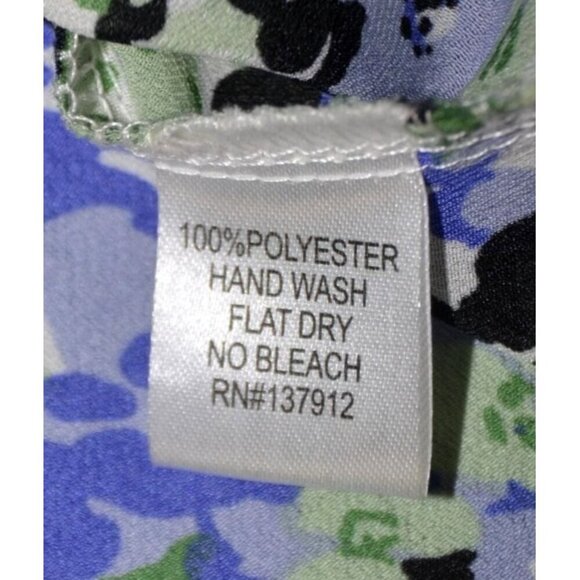 100%POLYESTER
HAND WASH
FLAT DRY
NO BLEACH
RN#137912